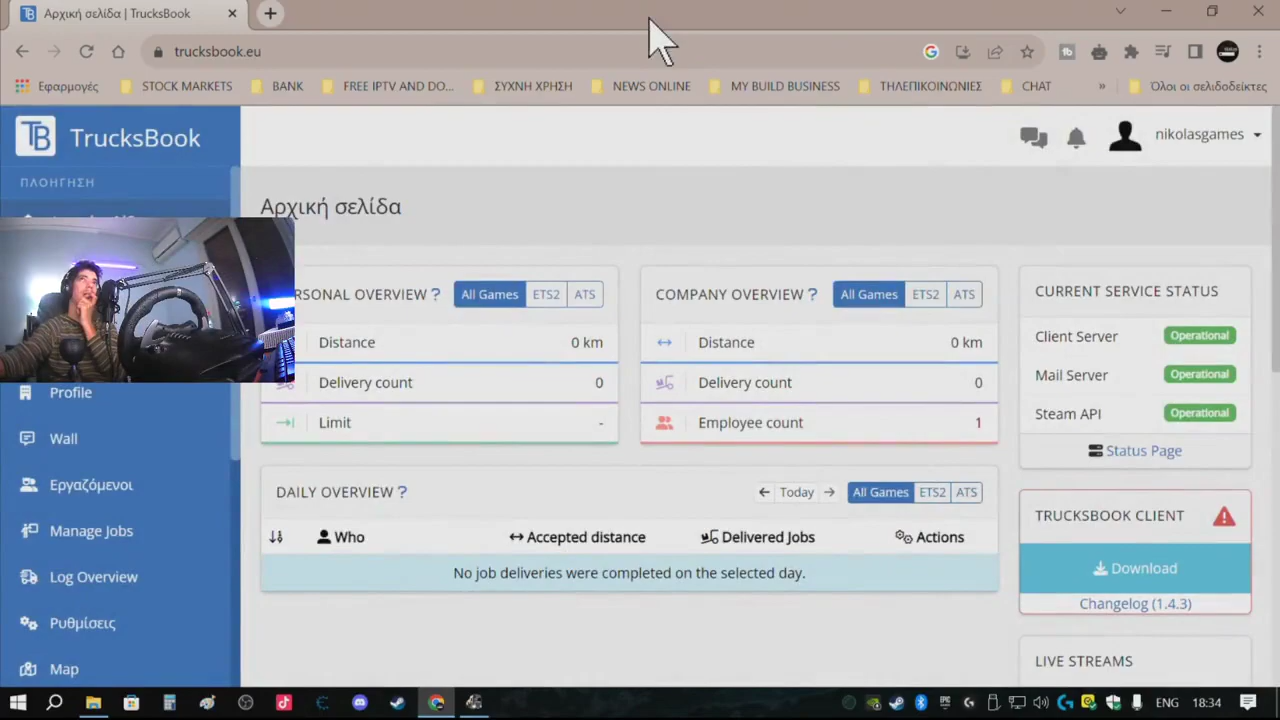 Αρχική σελίδα | TrucksBook
trucksbook.eu
Εφαρμογές STOCK MARKETS BANK FREE IPTV AND DO... ΣΥΧΝΗ ΧΡΗΣΗ NEWS ONLINE MY BUILD BUSINESS ΤΗΛΕΠΙΚΟΙΝΩΝΙΕΣ CHAT » Όλοι οι σελιδοδείκτες
TB TrucksBook
nikolasgames
ΠΛΟΗΓΗΣΗ
Αρχική σελίδα
RSONAL OVERVIEW ? All Games ETS2 ATS
Distance 0 km
Delivery count 0
Limit -
COMPANY OVERVIEW ? All Games ETS2 ATS
Distance 0 km
Delivery count 0
Employee count 1
CURRENT SERVICE STATUS
Client Server Operational
Mail Server Operational
Steam API Operational
Status Page
Profile
Wall
Εργαζόμενοι
Manage Jobs
Log Overview
Ρυθμίσεις
Map
DAILY OVERVIEW ? Today All Games ETS2 ATS
Who Accepted distance Delivered Jobs Actions
No job deliveries were completed on the selected day.
TRUCKSBOOK CLIENT
Download
Changelog (1.4.3)
LIVE STREAMS
ENG 18:34